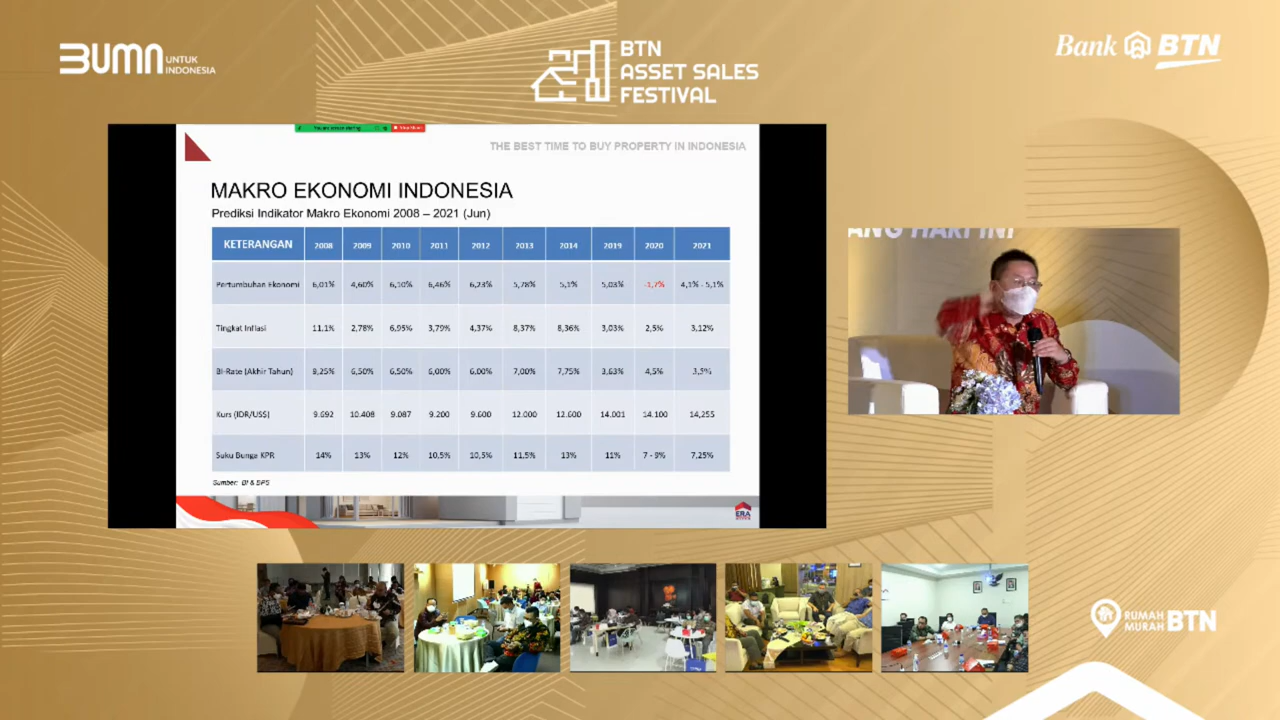 BUMN UNTUK INDONESIA
BTN
ASSET SALES
FESTIVAL
Bank BTN
THE BEST TIME TO BUY PROPERTY IN INDONESIA
MAKRO EKONOMI INDONESIA
Prediksi Indikator Makro Ekonomi 2008 – 2021 (Jun)
KETERANGAN 2008 2009 2010 2011 2012 2013 2014 2019 2020 2021
Pertumbuhan Ekonomi 6,01% 4,60% 6,10% 6,46% 6,23% 5,78% 5,1% 5,03% -1,7% 4,1% - 5,1%
Tingkat Inflasi 11,1% 2,78% 6,95% 3,79% 4,37% 8,37% 8,36% 3,03% 2,5% 3,12%
BI-Rate (Akhir Tahun) 9,25% 6,50% 6,50% 6,00% 6.00% 7,00% 7,75% 3,63% 4,5% 3,5%
Kurs (IDR/US$) 9.692 10.408 9.087 9.200 9.600 12.000 12.600 14.001 14.100 14,255
Suku Bunga KPR 14% 13% 12% 10,5% 10,5% 11,5% 13% 11% 7 - 9% 7,25%
Sumber: BI & BPS
ERA
ANG HARI INI
RUMAH
MURAH BTN